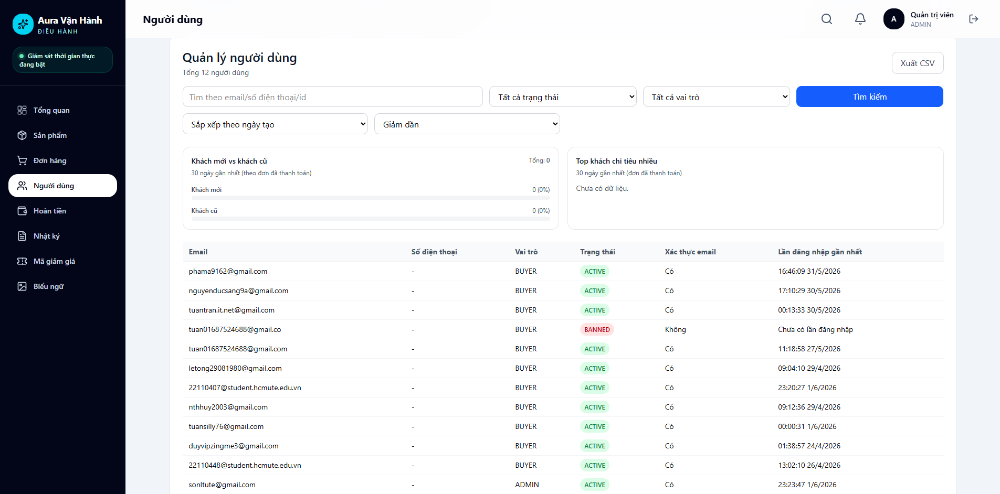 Aura Vận Hành
ĐIỀU HÀNH
Giám sát thời gian thực
đang bật
Tổng quan
Sản phẩm
Đơn hàng
Người dùng
Hoàn tiền
Nhật ký
Mã giảm giá
Biểu ngữ
Người dùng
A
Quản trị viên
ADMIN
Quản lý người dùng
Tổng 12 người dùng
Xuất CSV
Tìm theo email/số điện thoại/id
Tất cả trạng thái
Tất cả vai trò
Tìm kiếm
Sắp xếp theo ngày tạo
Giảm dần
Khách mới vs khách cũ
Tổng: 0
30 ngày gần nhất (theo đơn đã thanh toán)
Khách mới 0 (0%)
Khách cũ 0 (0%)
Top khách chi tiêu nhiều
30 ngày gần nhất (đơn đã thanh toán)
Chưa có dữ liệu.
Email Số điện thoại Vai trò Trạng thái Xác thực email Lần đăng nhập gần nhất
phama9162@gmail.com - BUYER ACTIVE Có 16:46:09 31/5/2026
nguyenducsang9a@gmail.com - BUYER ACTIVE Có 17:10:29 30/5/2026
tuantran.it.net@gmail.com - BUYER ACTIVE Có 00:13:33 30/5/2026
tuan01687524688@gmail.co - BUYER BANNED Không Chưa có lần đăng nhập
tuan01687524688@gmail.com - BUYER ACTIVE Có 11:18:58 27/5/2026
letong29081980@gmail.com - BUYER ACTIVE Có 09:04:10 29/4/2026
22110407@student.hcmute.edu.vn - BUYER ACTIVE Có 23:20:27 1/6/2026
nthhuy2003@gmail.com - BUYER ACTIVE Có 09:12:36 29/4/2026
tuansilly76@gmail.com - BUYER ACTIVE Có 00:00:31 1/6/2026
duyvipzingme3@gmail.com - BUYER ACTIVE Có 01:38:57 24/4/2026
22110448@student.hcmute.edu.vn - BUYER ACTIVE Có 13:02:10 26/4/2026
sonltute@gmail.com - ADMIN ACTIVE Có 23:23:47 1/6/2026